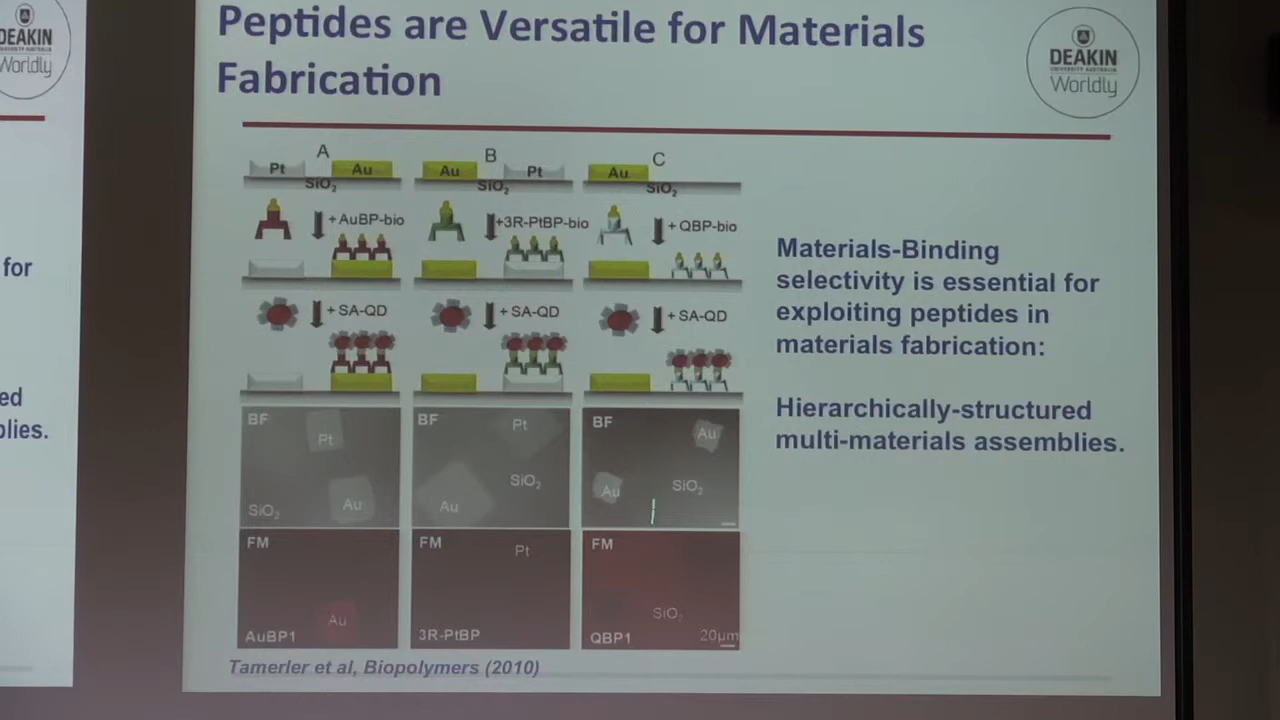 Peptides are Versatile for Materials
Fabrication
DEAKIN
UNIVERSITY AUSTRALIA
Worldly
DEAKIN
Worldly
for
ed
plies.
A
Pt
Au
SiO₂
B
Au
Pt
SiO₂
C
Au
SiO₂
+ AuBP-bio
+3R-PtBP-bio
+ QBP-bio
+ SA-QD
+ SA-QD
+ SA-QD
BF
Pt
Au
SiO₂
BF
Pt
SiO₂
Au
BF
Au
Au
SiO₂
FM
Au
AuBP1
FM
Pt
3R-PtBP
FM
SiO₂
QBP1
20μm
Tamerler et al, Biopolymers (2010)
Materials-Binding
selectivity is essential for
exploiting peptides in
materials fabrication:
Hierarchically-structured
multi-materials assemblies.